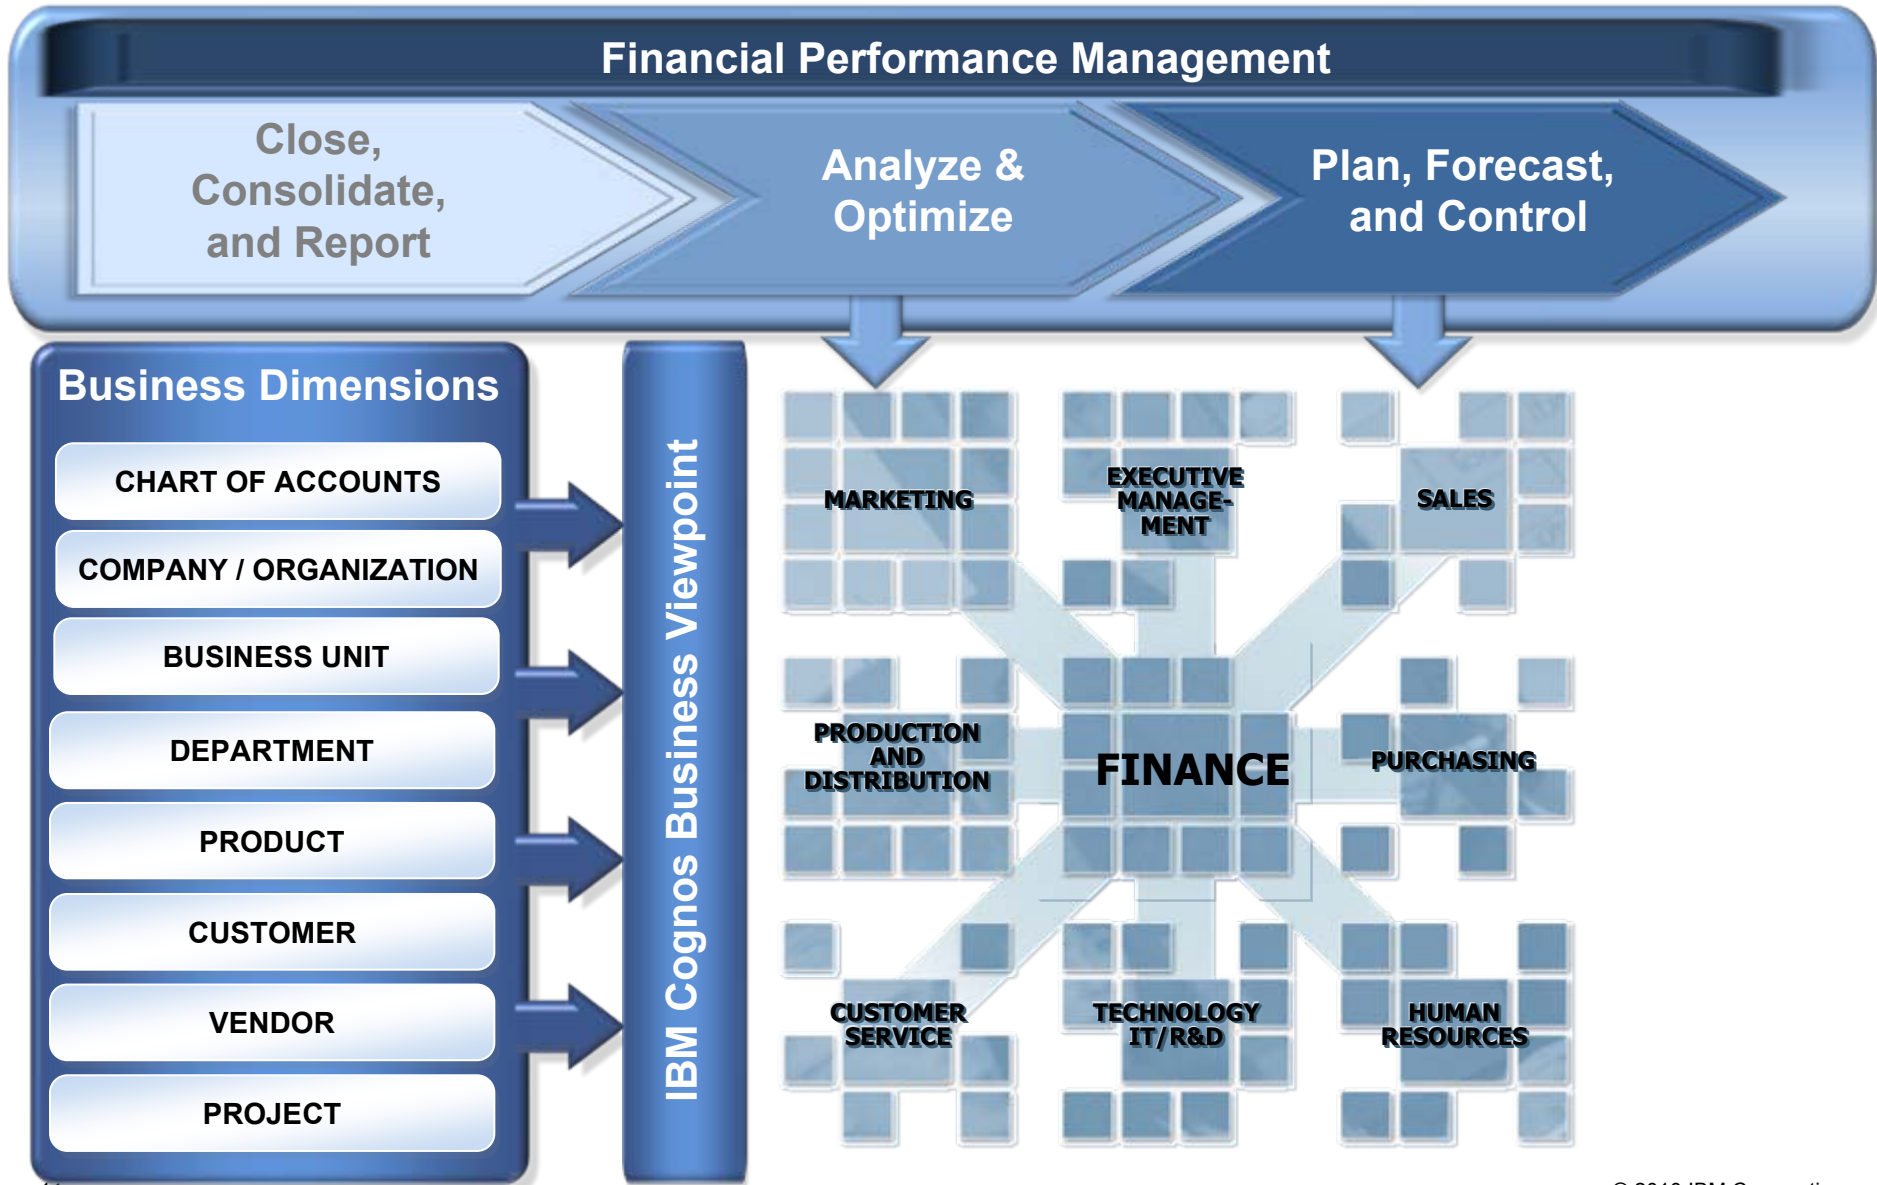 Financial Performance Management
Close,
Consolidate,
and Report
Analyze &
Optimize
Plan, Forecast,
and Control
Business Dimensions
CHART OF ACCOUNTS
COMPANY / ORGANIZATION
BUSINESS UNIT
DEPARTMENT
PRODUCT
CUSTOMER
VENDOR
PROJECT
IBM Cognos Business Viewpoint
MARKETING
EXECUTIVE
MANAGE-
MENT
SALES
PRODUCTION
AND
DISTRIBUTION
FINANCE
PURCHASING
CUSTOMER
SERVICE
TECHNOLOGY
IT/R&D
HUMAN
RESOURCES